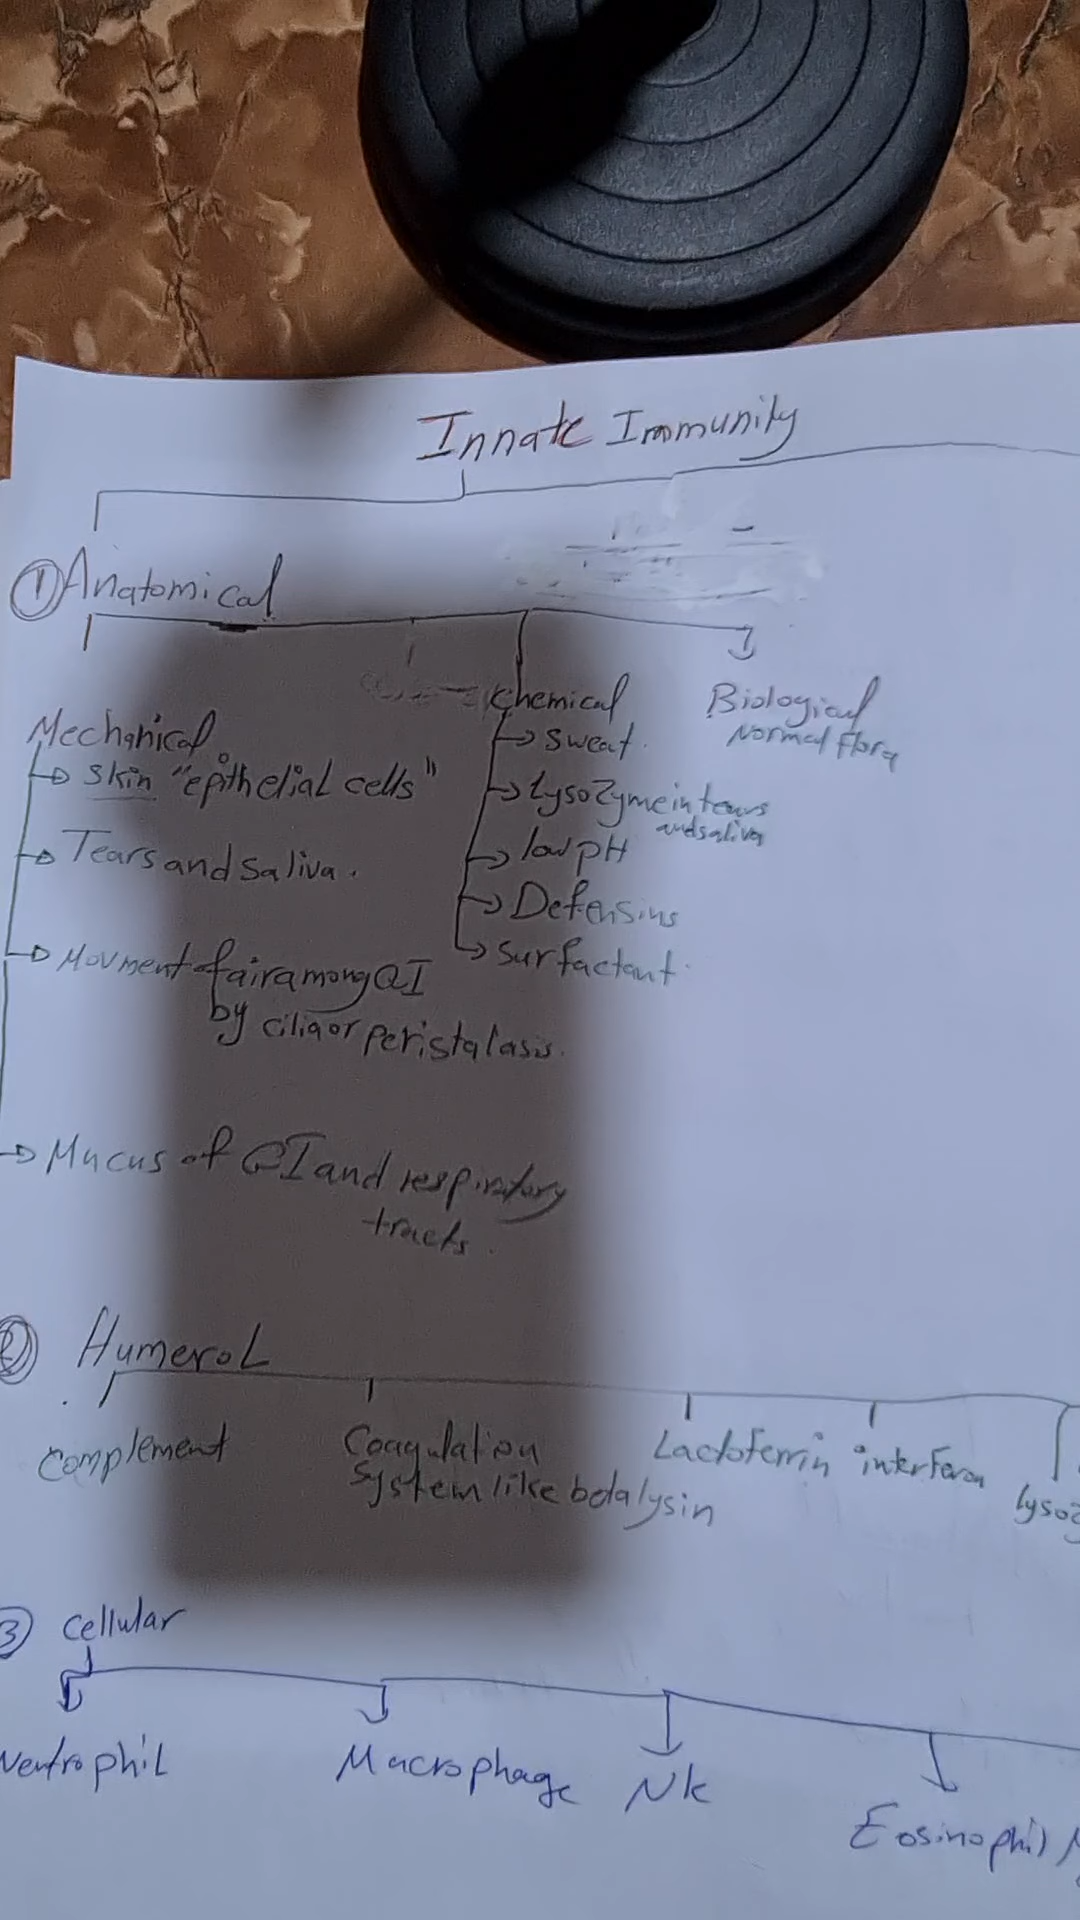 Innate Immunity
① Anatomical
Mechanical
skin "epithelial cells"
Tears and saliva.
Movment of air among GI
by cilia or peristalasis.
Mucus of GI and respiratory
tracts.
chemical
sweat.
Lysozyme in tears
and saliva
low pH
Defensins
surfactant.
Biological
Normal flora
② HumeroL
Complement
Coagulation
system like betalysin
Lactoferrin
interferon
③ cellular
Neutrophil
Macrophage
NK
Eosinophil